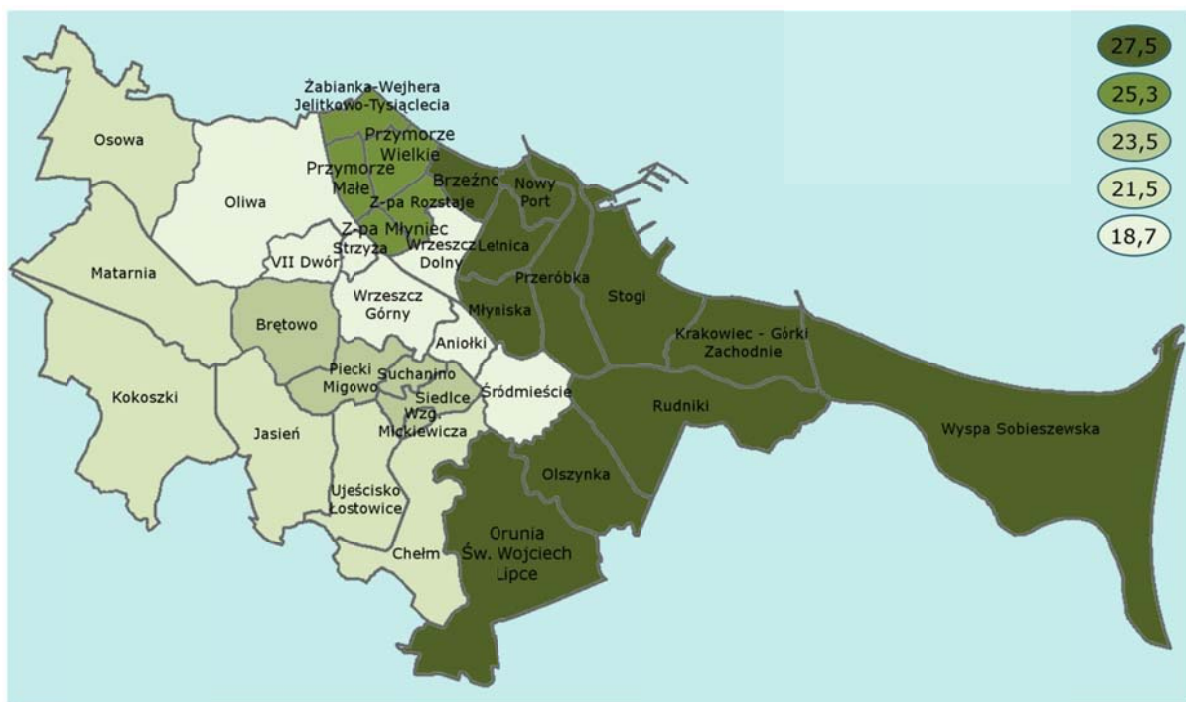 27,5
25,3
23,5
21,5
18,7
Żabianka-Wejhera
Jelitkowo-Tysiąclecia
Osowa
Przymorze
Wielkie
Przymorze
Małe
Brzeźno
Nowy
Port
Oliwa
Z-pa Rozstaje
Z-pa Młyniec
Strzyża
Wrzeszcz
Dolny
Letnica
VII Dwór
Matarnia
Przeróbka
Stogi
Wrzeszcz
Górny
Młyniska
Brętowo
Aniołki
Krakowiec - Górki
Zachodnie
Piecki
Migowo
Suchanino
Siedlce
Śródmieście
Kokoszki
Wzg.
Mickiewicza
Rudniki
Wyspa Sobieszewska
Jasień
Olszynka
Ujeścisko
Łostowice
Chełm
Orunia
Św. Wojciech
Lipce